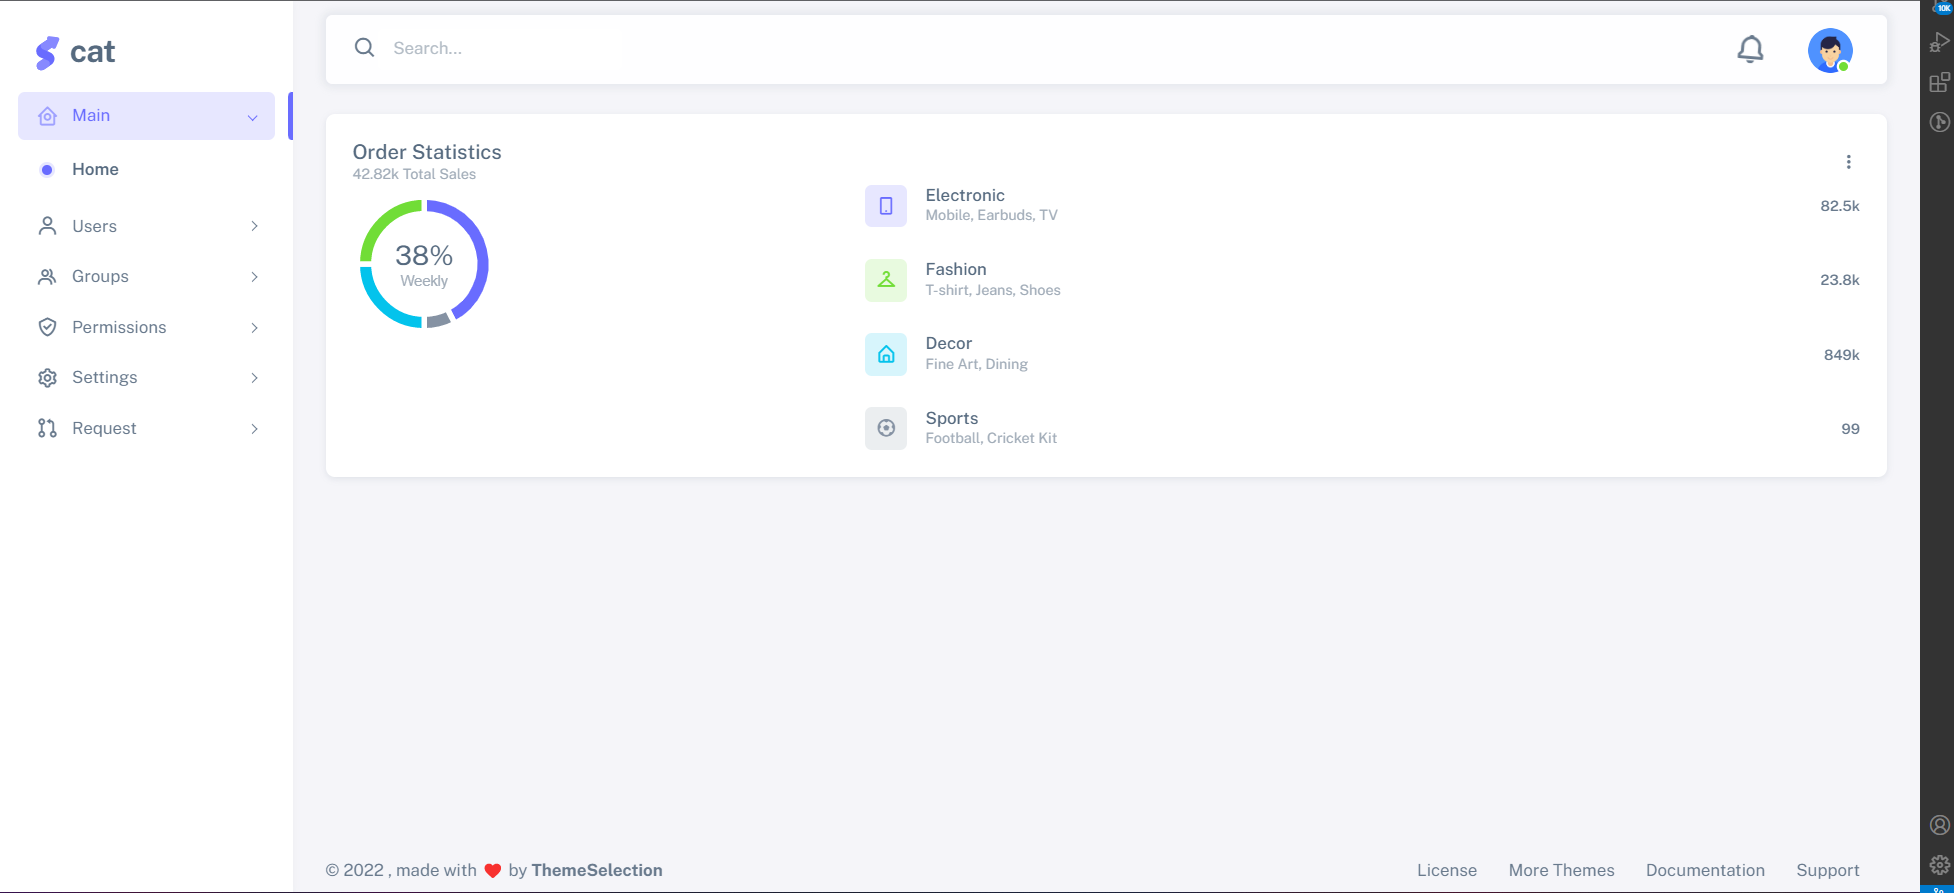 cat
Search...
10K
Main
Home
Users
Groups
Permissions
Settings
Request
Order Statistics
42.82k Total Sales
38%
Weekly
Electronic
Mobile, Earbuds, TV
82.5k
Fashion
T-shirt, Jeans, Shoes
23.8k
Decor
Fine Art, Dining
849k
Sports
Football, Cricket Kit
99
© 2022 , made with ❤️ by ThemeSelection
License More Themes Documentation Support